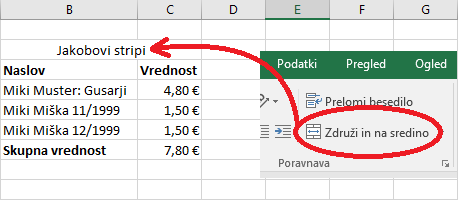 B C D E F G
Jakobovi stripi
Naslov Vrednost
Miki Muster: Gusarji 4,80 €
Miki Miška 11/1999 1,50 €
Miki Miška 12/1999 1,50 €
Skupna vrednost 7,80 €
Podatki Pregled Ogled
Prelomi besedilo
Združi in na sredino
Poravnava